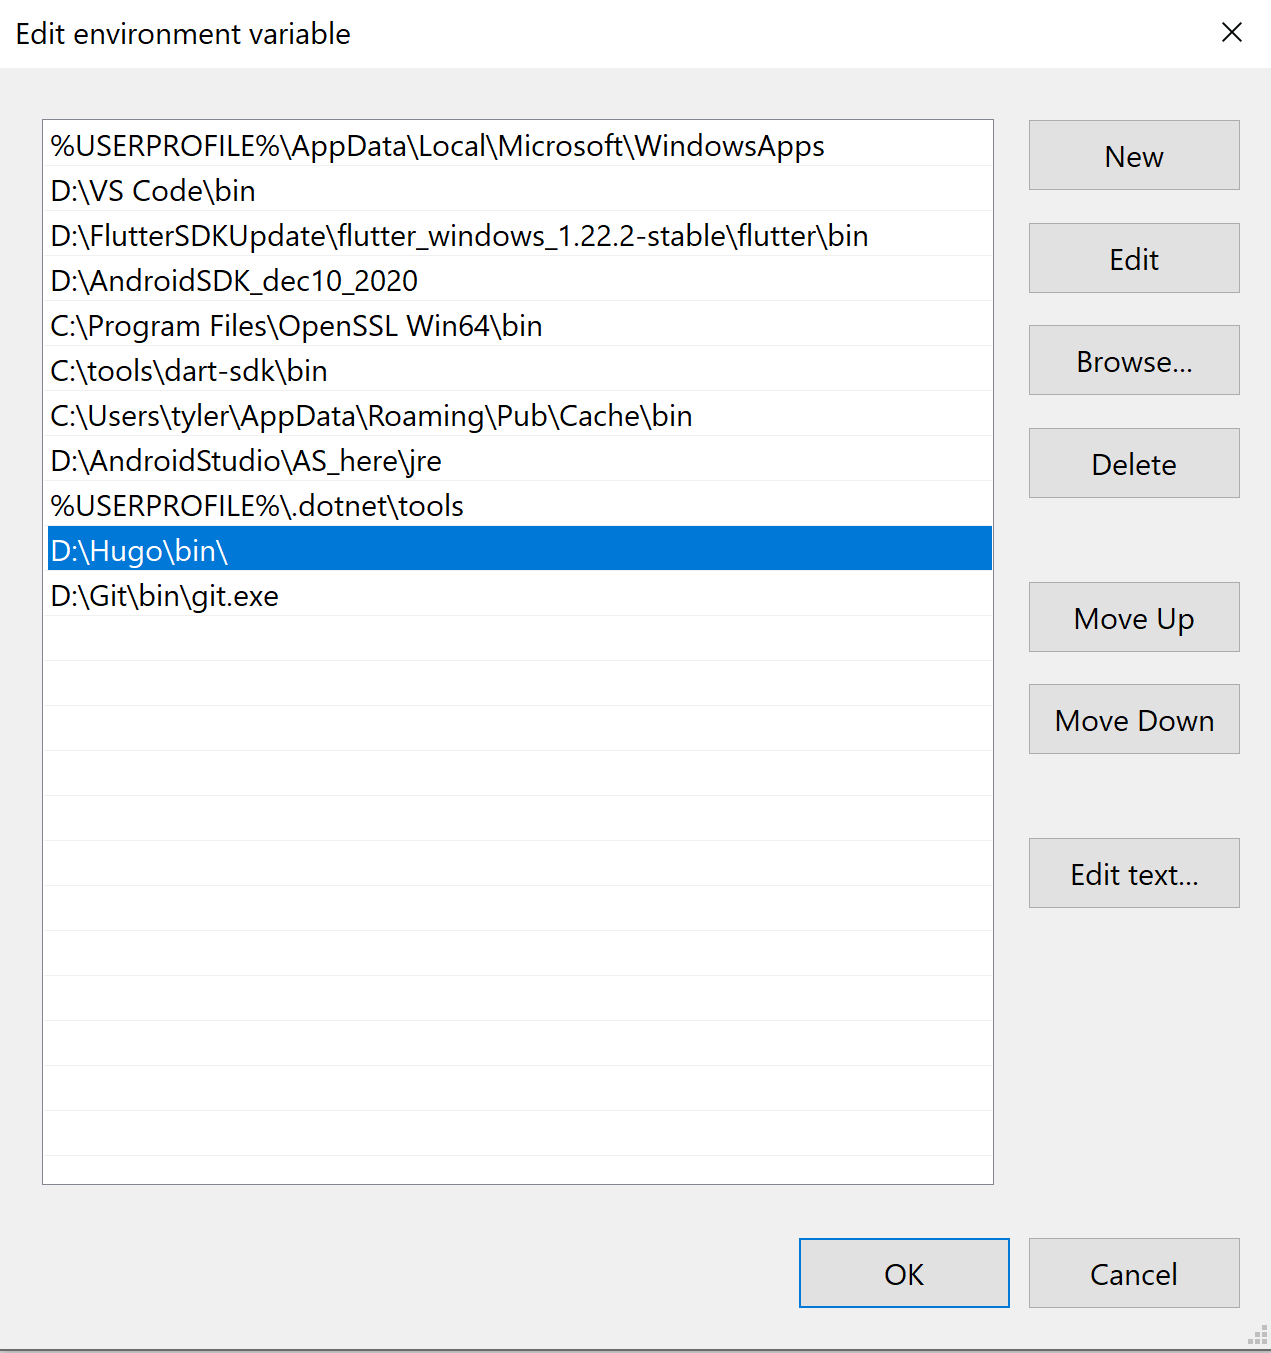 Edit environment variable
%USERPROFILE%\AppData\Local\Microsoft\WindowsApps
D:\VS Code\bin
D:\FlutterSDKUpdate\flutter_windows_1.22.2-stable\flutter\bin
D:\AndroidSDK_dec10_2020
C:\Program Files\OpenSSL Win64\bin
C:\tools\dart-sdk\bin
C:\Users\tyler\AppData\Roaming\Pub\Cache\bin
D:\AndroidStudio\AS_here\jre
%USERPROFILE%\.dotnet\tools
D:\Hugo\bin\
D:\Git\bin\git.exe
New
Edit
Browse...
Delete
Move Up
Move Down
Edit text...
OK
Cancel